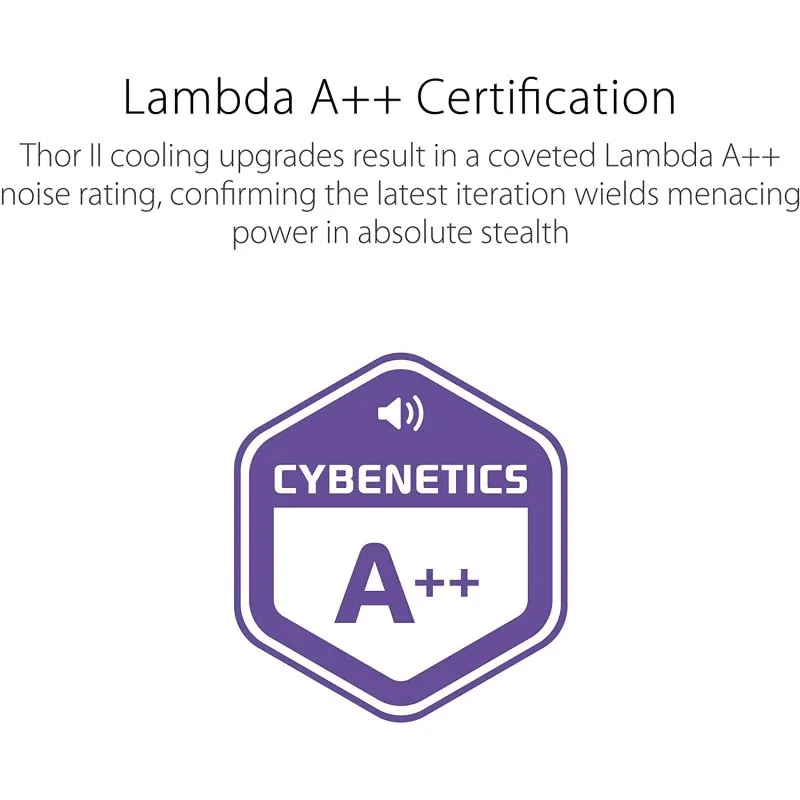 Lambda A++ Certification
Thor II cooling upgrades result in a coveted Lambda A++
noise rating, confirming the latest iteration wields menacing
power in absolute stealth
CYBENETICS
A++